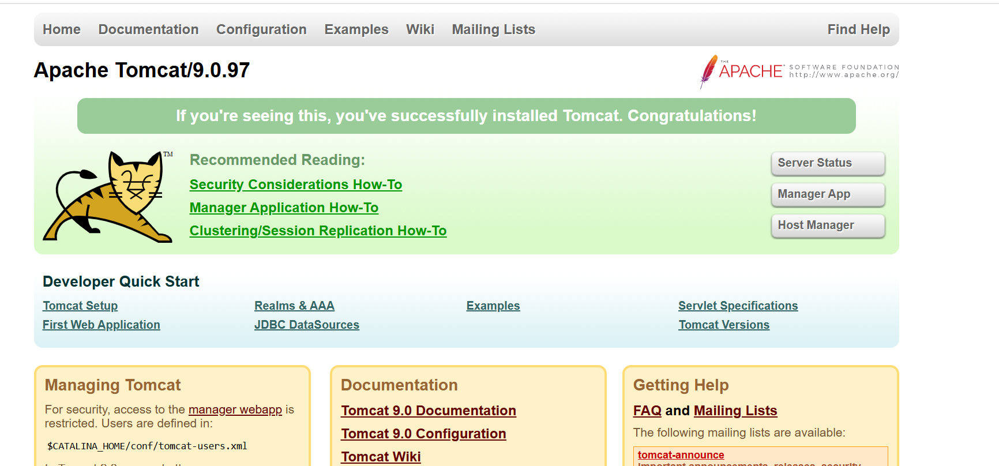 Home Documentation Configuration Examples Wiki Mailing Lists Find Help
Apache Tomcat/9.0.97
THE
APACHE SOFTWARE FOUNDATION
http://www.apache.org/
If you're seeing this, you've successfully installed Tomcat. Congratulations!
TM
Recommended Reading:
Security Considerations How-To
Manager Application How-To
Clustering/Session Replication How-To
Server Status
Manager App
Host Manager
Developer Quick Start
Tomcat Setup
First Web Application
Realms & AAA
JDBC DataSources
Examples
Servlet Specifications
Tomcat Versions
Managing Tomcat
For security, access to the manager webapp is
restricted. Users are defined in:
$CATALINA_HOME/conf/tomcat-users.xml
Documentation
Tomcat 9.0 Documentation
Tomcat 9.0 Configuration
Tomcat Wiki
Getting Help
FAQ and Mailing Lists
The following mailing lists are available:
tomcat-announce
Important announcements, releases, security